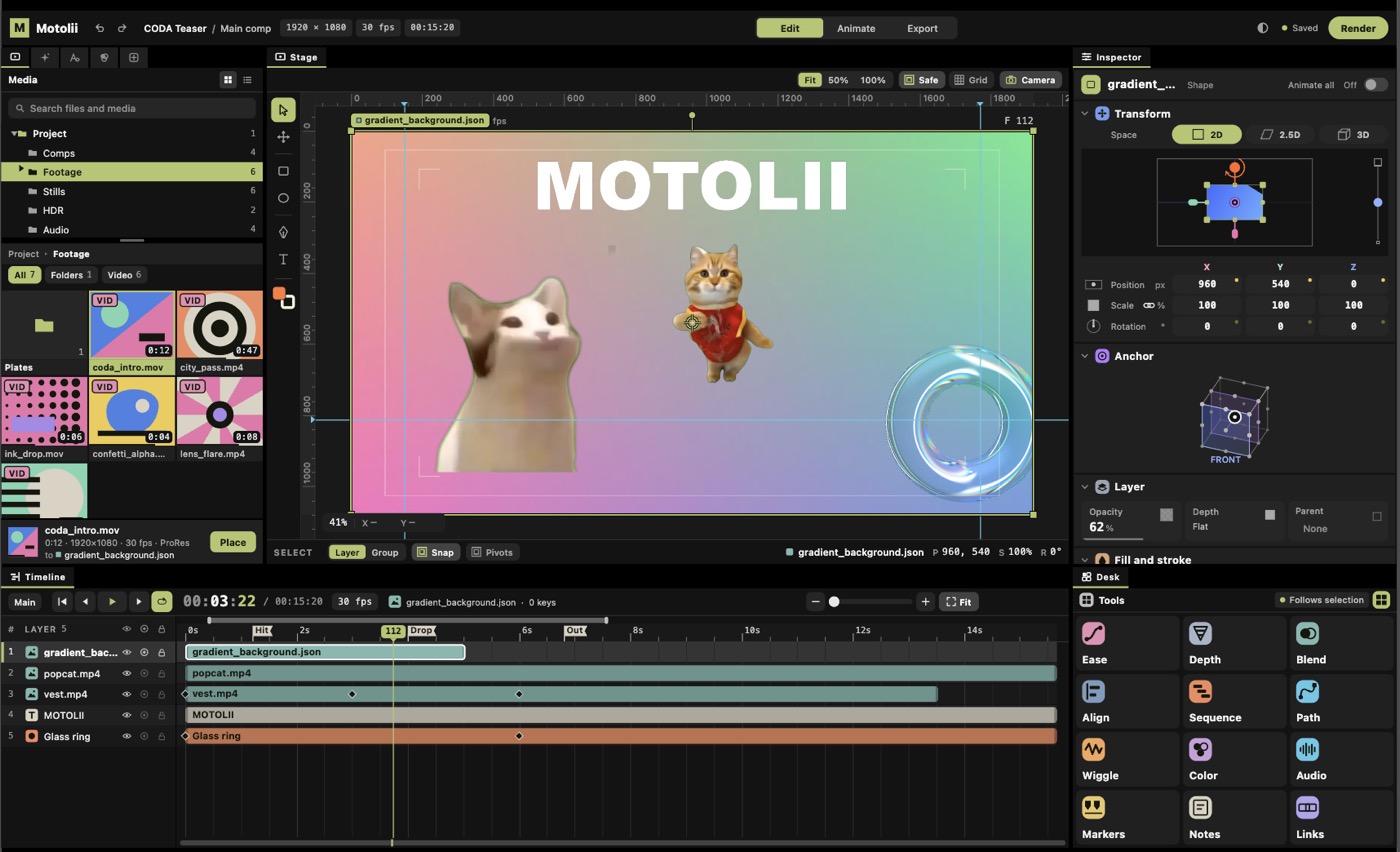 M Motolii CODA Teaser / Main comp 1920 × 1080 30 fps 00:15:20 Edit Animate Export Saved Render
Stage Inspector
Media
Fit 50% 100% Safe Grid Camera
gradient_... Shape Animate all Off
Search files and media
0 200 400 600 800 1000 1200 1400 1600 1800
gradient_background.json fps F 112
Transform
Project 1
Space 2D 2.5D 3D
Comps 4
Footage 6
Stills 6
HDR 2
Audio 4
MOTOLII
0 200 400 600 800 1000
Project · Footage
All 7 Folders 1 Video 6
X Y Z
Position px 960 540 0
Scale % 100 100 100
Rotation ° 0 0 0
VID VID
1 0:12 0:47
Plates coda_intro.mov city_pass.mp4
Anchor
VID VID VID
0:06 0:04 0:08
ink_drop.mov confetti_alpha.... lens_flare.mp4
FRONT
VID
Layer
Opacity Depth Parent
62 % Flat None
41% X – Y –
coda_intro.mov
0:12 · 1920×1080 · 30 fps · ProRes
to gradient_background.json
Place
SELECT Layer Group Snap Pivots gradient_background.json P 960, 540 S 100% R 0°
Fill and stroke
Timeline Desk
Main 00:03:22 / 00:15:20 30 fps gradient_background.json · 0 keys Fit
Tools Follows selection
# LAYER 5 0s Hit 2s 112 Drop 6s Out 8s 10s 12s 14s
1 gradient_bac... gradient_background.json
2 popcat.mp4 popcat.mp4
3 vest.mp4 vest.mp4
4 T MOTOLII MOTOLII
5 Glass ring Glass ring
Ease Depth Blend
Align Sequence Path
Wiggle Color Audio
Markers Notes Links